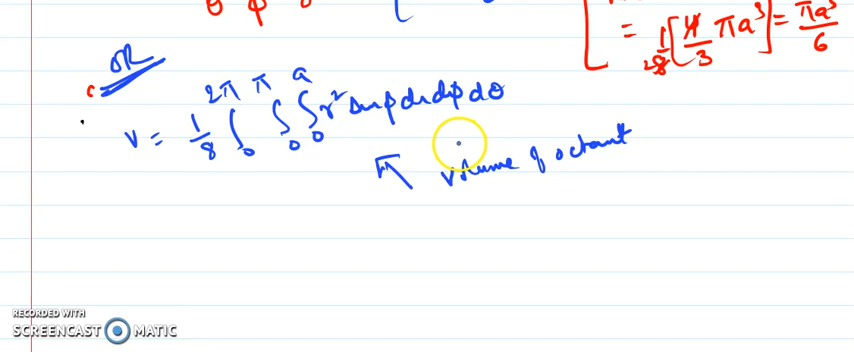 θ φ
= 1/8 [4/3 πa³] = πa³/6
OR
V = 1/8 ∫₀^2π ∫₀^π ∫₀^a r² sinφ dr dφ dθ
volume of octant
RECORDED WITH
SCREENCAST MATIC